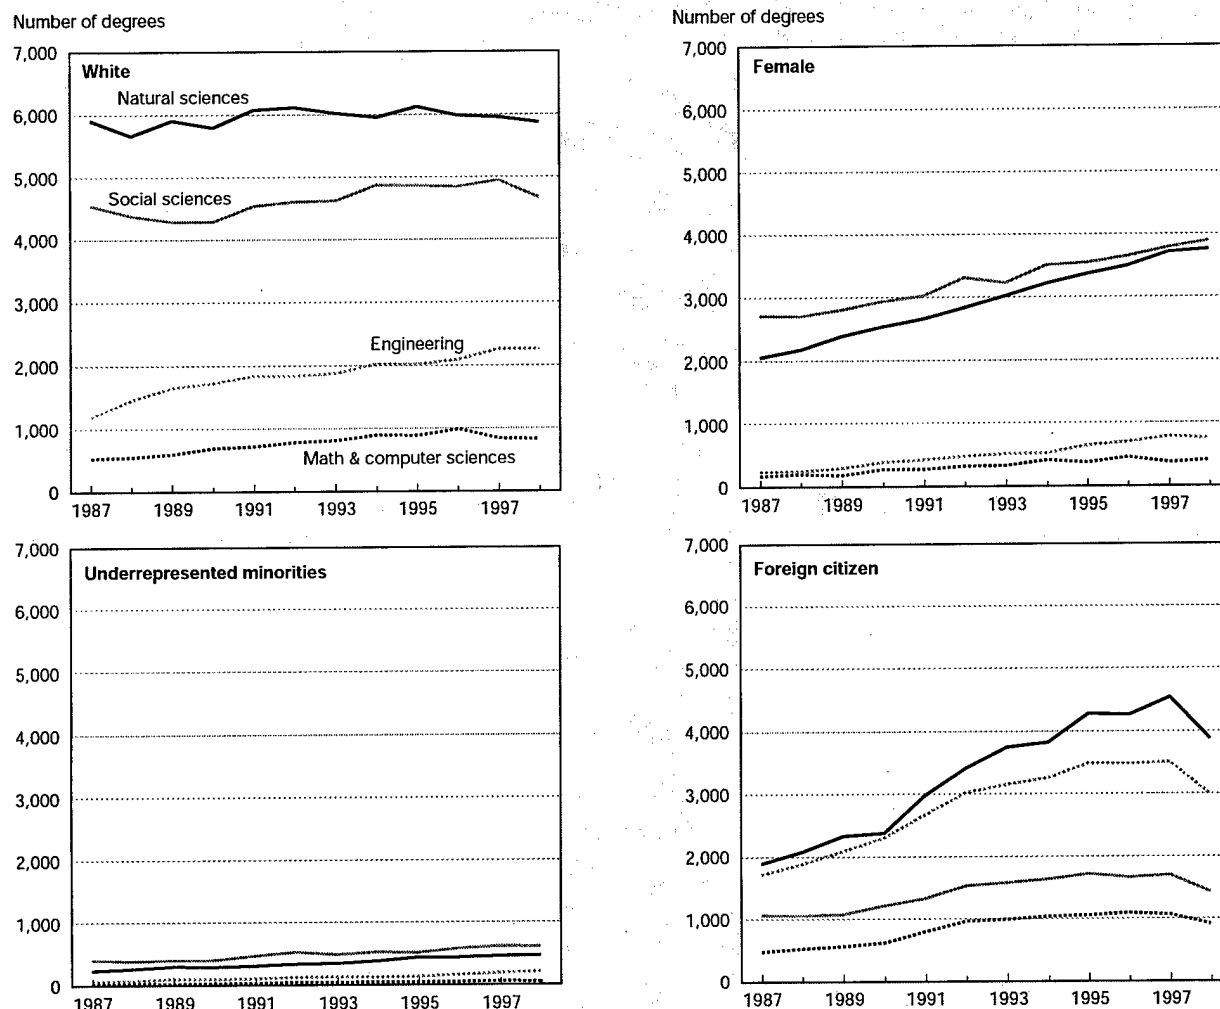 Number of degrees
7,000
White
Natural sciences
6,000
5,000
Social sciences
4,000
3,000
Engineering
2,000
1,000
Math & computer sciences
0
1987 1989 1991 1993 1995 1997
Number of degrees
7,000
Female
6,000
5,000
4,000
3,000
2,000
1,000
0
1987 1989 1991 1993 1995 1997
7,000
Underrepresented minorities
6,000
5,000
4,000
3,000
2,000
1,000
0
1987 1989 1991 1993 1995 1997
7,000
Foreign citizen
6,000
5,000
4,000
3,000
2,000
1,000
0
1987 1989 1991 1993 1995 1997